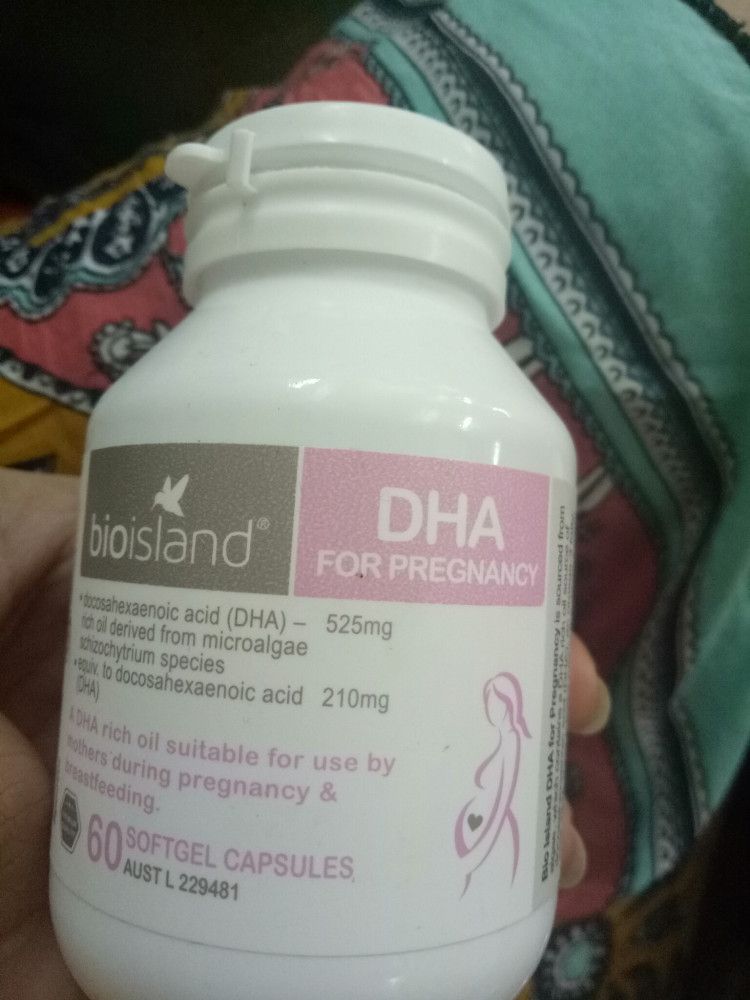 bioisland®
DHA
FOR PREGNANCY
• docosahexaenoic acid (DHA) – 525mg
rich oil derived from microalgae
schizochytrium species
• equiv. to docosahexaenoic acid 210mg
(DHA)
A DHA rich oil suitable for use by
mothers during pregnancy &
breastfeeding.
60 SOFTGEL CAPSULES
AUST L 229481
Bio Island DHA for Pregnancy is sourced from